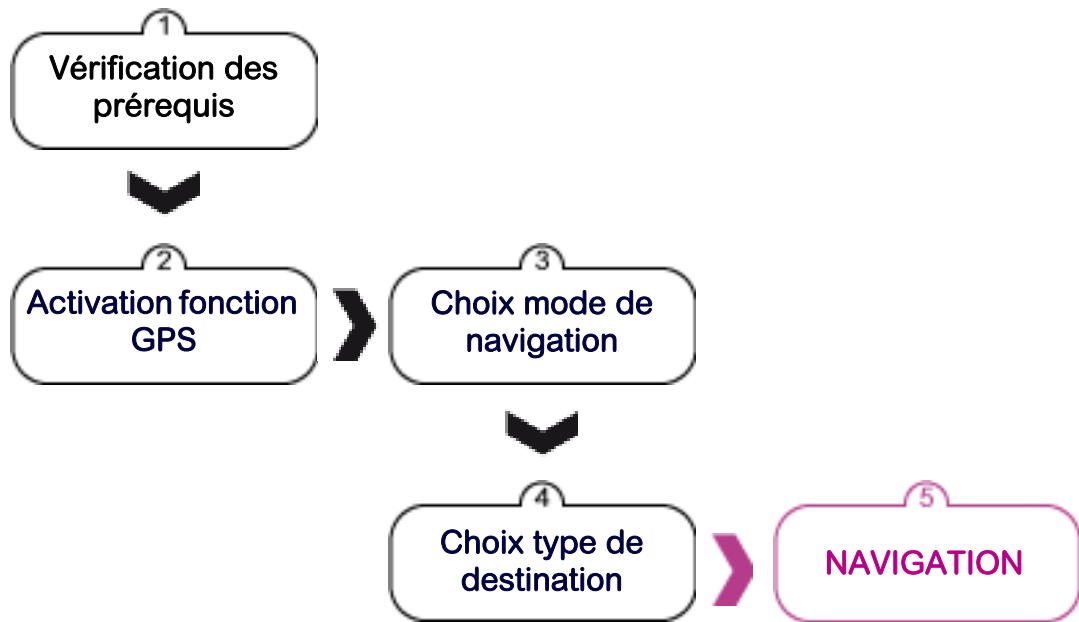 1
Vérification des
prérequis
2
Activation fonction
GPS
3
Choix mode de
navigation
4
Choix type de
destination
5
NAVIGATION